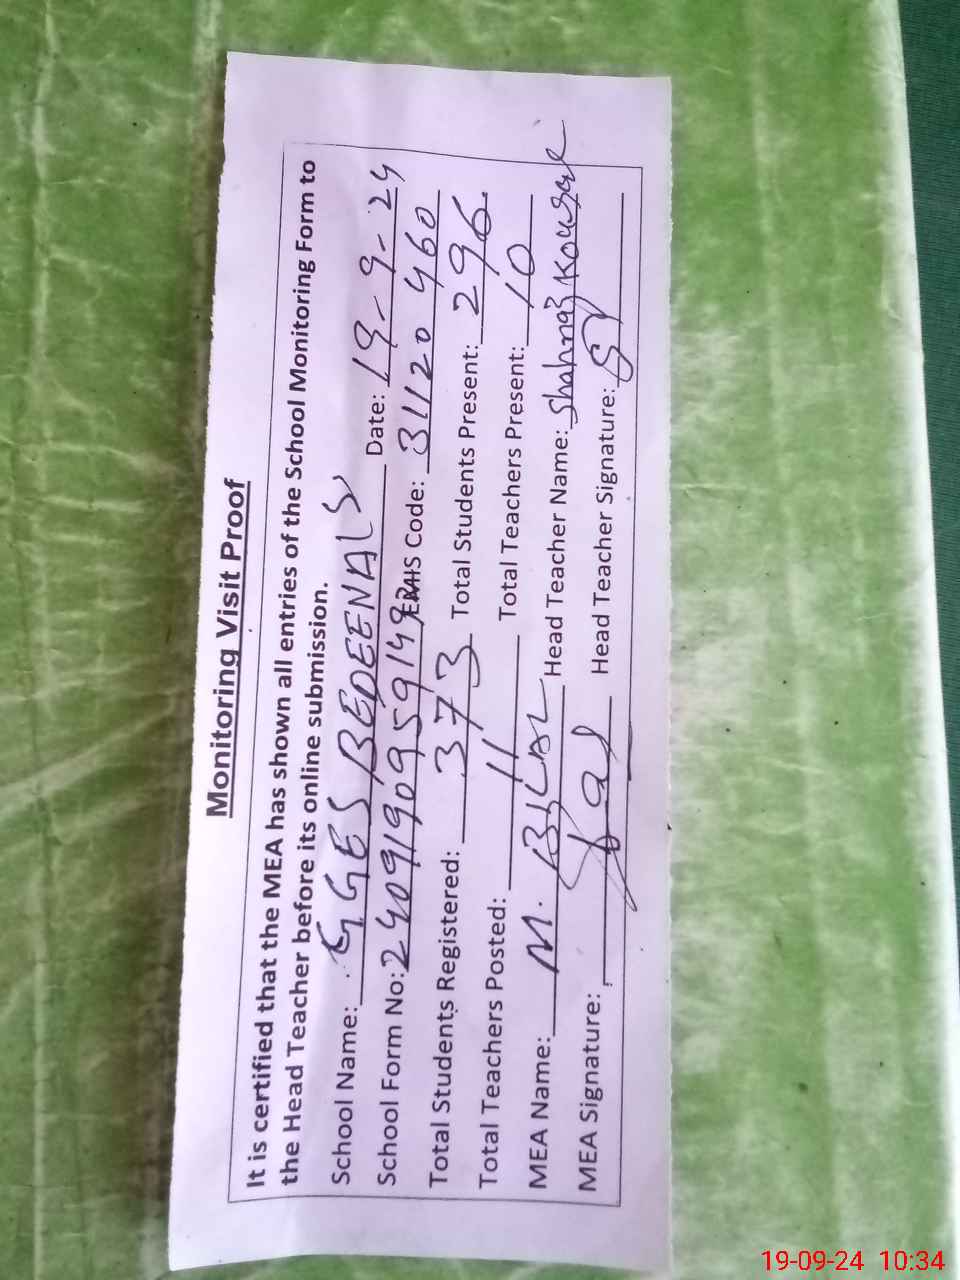 Monitoring Visit Proof
It is certified that the MEA has shown all entries of the School Monitoring Form to
the Head Teacher before its online submission.
School Name: GGES BEDEENALS Date: 19-9-24
School Form No: Code: 31120460
Total Students Registered: 373 Total Students Present: 296
Total Teachers Posted: 11 Total Teachers Present: 10
MEA Name: M. BILAL Head Teacher Name: Shahnaz Kousar
MEA Signature: Head Teacher Signature:
19-09-24 10:34